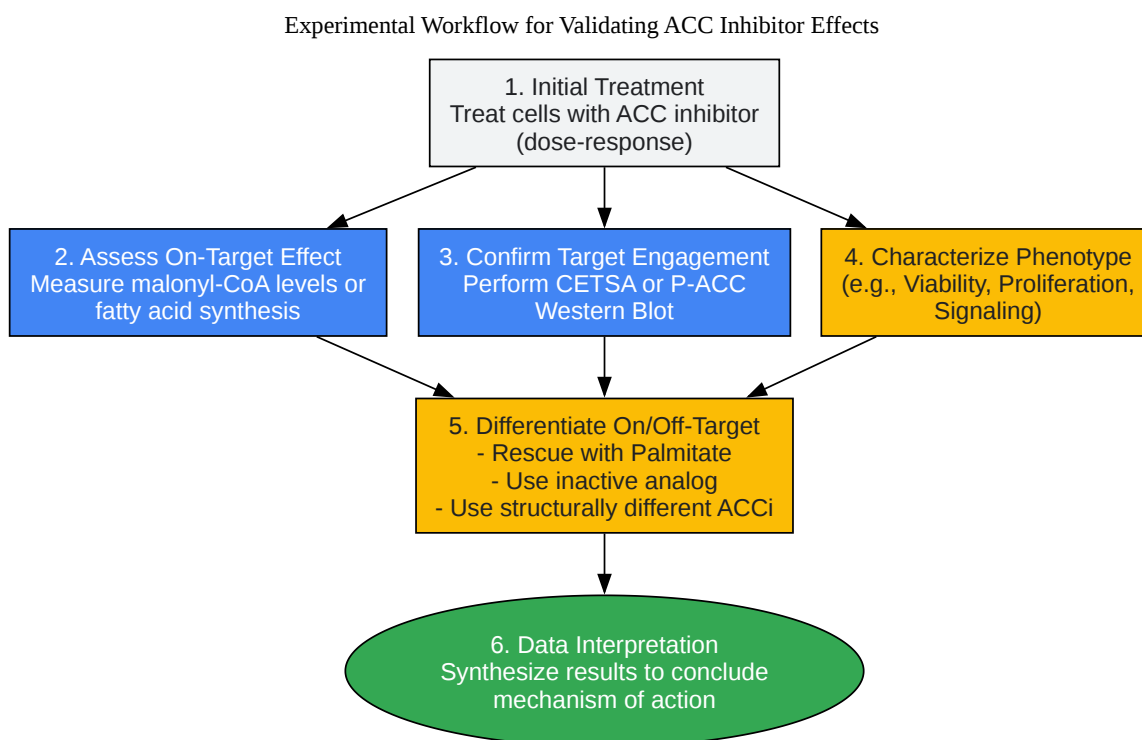 Experimental Workflow for Validating ACC Inhibitor Effects
1. Initial Treatment
Treat cells with ACC inhibitor
(dose-response)
2. Assess On-Target Effect
Measure malonyl-CoA levels or
fatty acid synthesis
3. Confirm Target Engagement
Perform CETSA or P-ACC
Western Blot
4. Characterize Phenotype
(e.g., Viability, Proliferation,
Signaling)
5. Differentiate On/Off-Target
- Rescue with Palmitate
- Use inactive analog
- Use structurally different ACCi
6. Data Interpretation
Synthesize results to conclude
mechanism of action